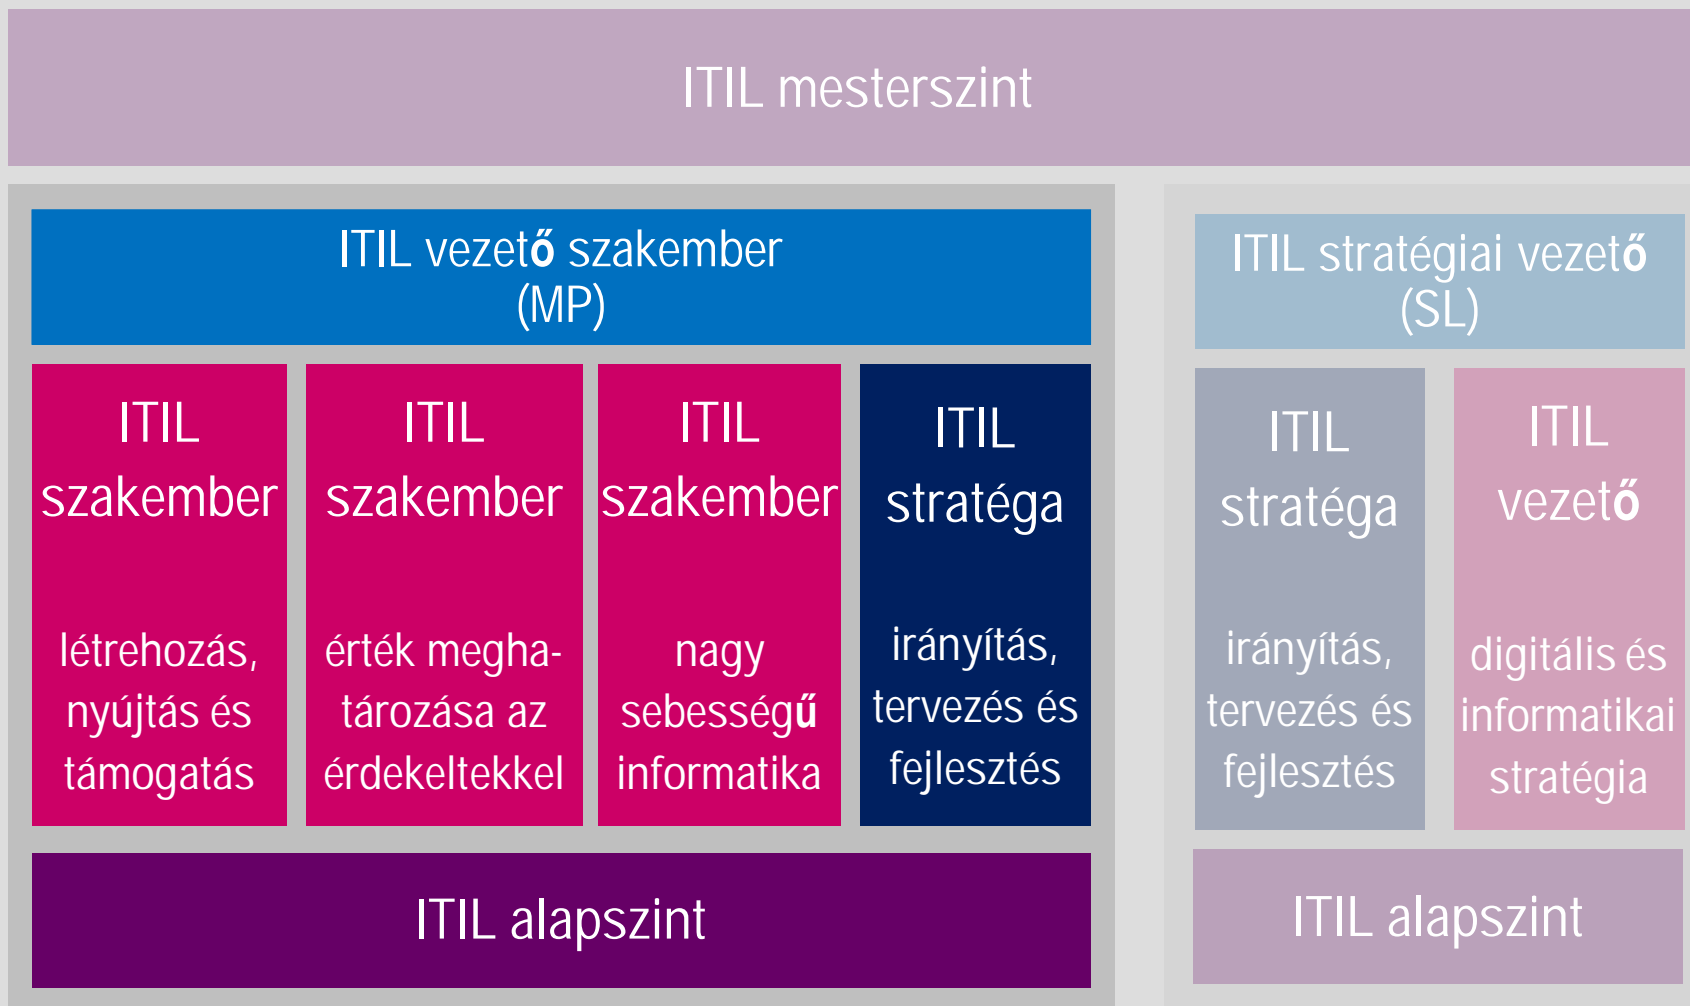 ITIL mesterszint
ITIL vezető szakember
(MP)
ITIL
szakember
létrehozás,
nyújtás és
támogatás
ITIL
szakember
érték megha-
tározása az
érdekeltekkel
ITIL
szakember
nagy
sebességű
informatika
ITIL
stratéga
irányítás,
tervezés és
fejlesztés
ITIL alapszint
ITIL stratégiai vezető
(SL)
ITIL
stratéga
irányítás,
tervezés és
fejlesztés
ITIL
vezető
digitális és
informatikai
stratégia
ITIL alapszint